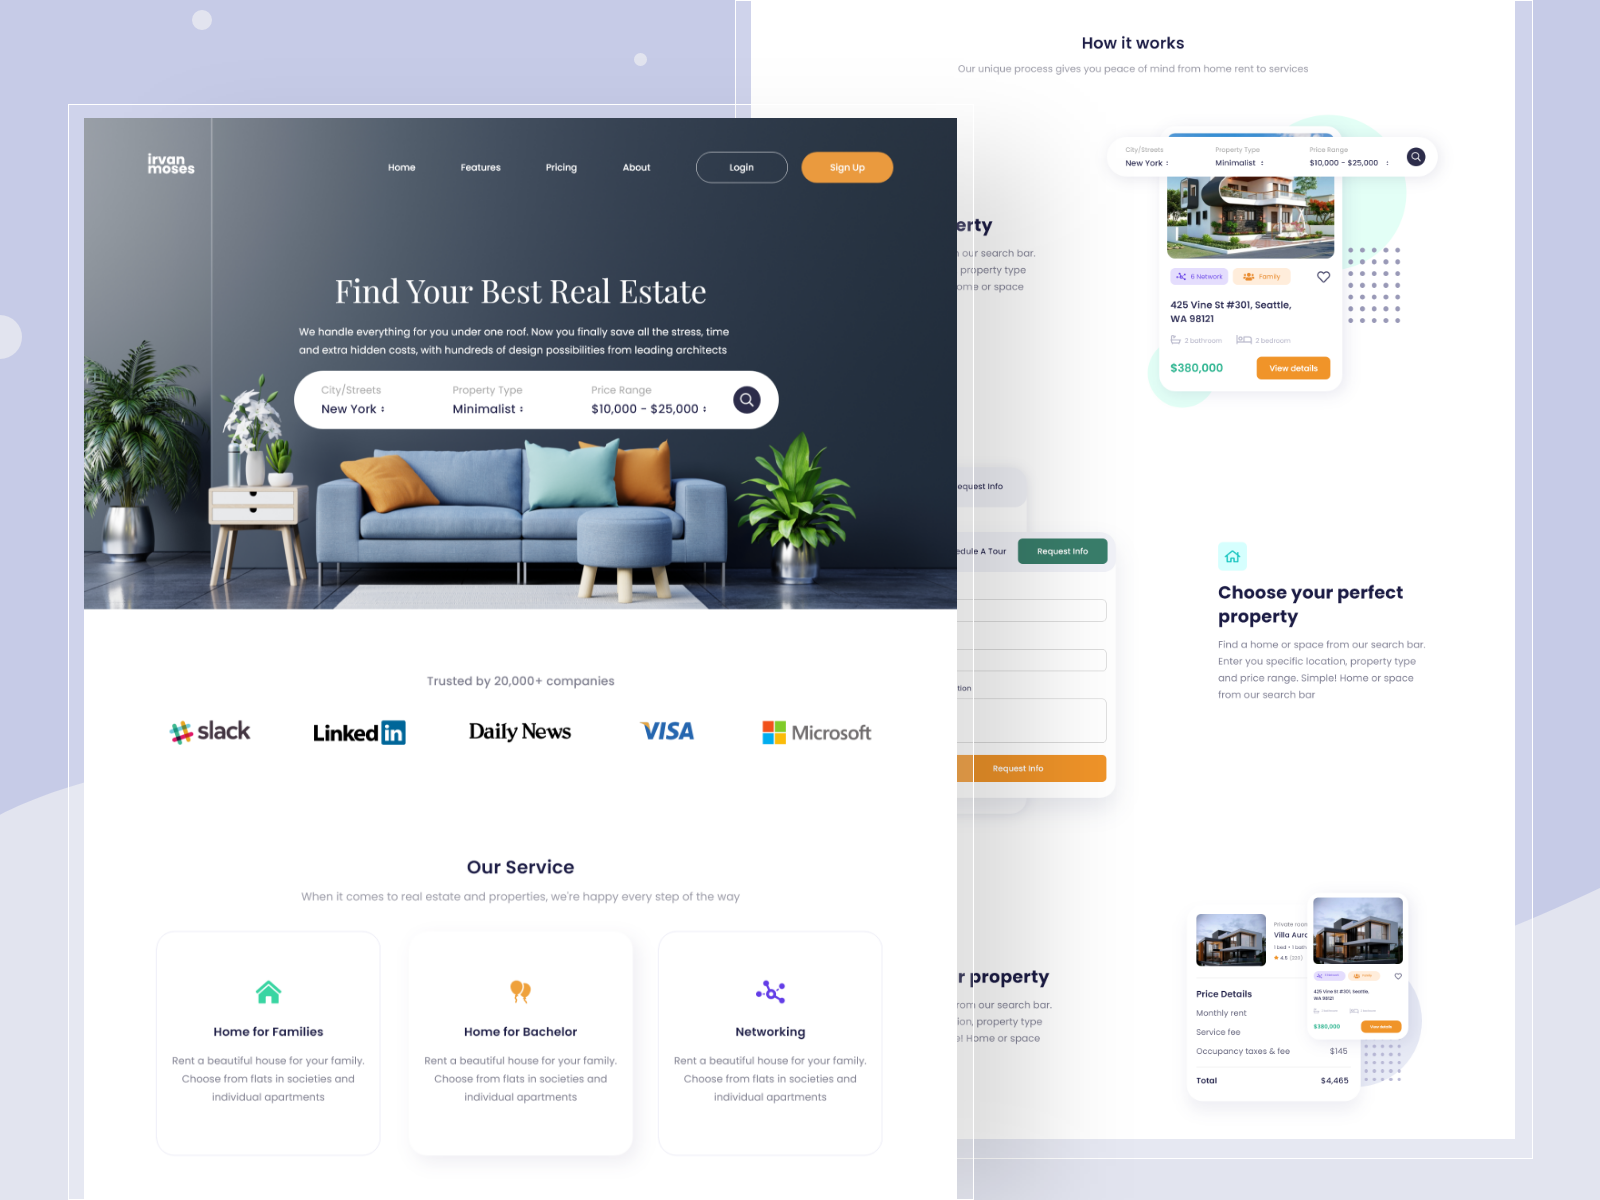 irvan
moses
Home
Features
Pricing
About
Login
Sign Up
Find Your Best Real Estate
We handle everything for you under one roof. Now you finally save all the stress, time
and extra hidden costs, with hundreds of design possibilities from leading architects
City/Streets
Property Type
Price Range
New York
Minimalist
$10,000 - $25,000
Trusted by 20,000+ companies
slack
Linked in
Daily News
VISA
Microsoft
Our Service
When it comes to real estate and properties, we're happy every step of the way
Home for Families
Rent a beautiful house for your family.
Choose from flats in societies and
individual apartments
Home for Bachelor
Rent a beautiful house for your family.
Choose from flats in societies and
individual apartments
Networking
Rent a beautiful house for your family.
Choose from flats in societies and
individual apartments
How it works
Our unique process gives you peace of mind from home rent to services
City/Streets
Property Type
Price Range
New York
Minimalist
$10,000 - $25,000
erty
our search bar.
property type
ome or space
6 Network
Family
425 Vine St #301, Seattle,
WA 98121
2 bathroom
2 bedroom
$380,000
View details
equest Info
edule A Tour
Request Info
tion
Request Info
Choose your perfect
property
Find a home or space from our search bar.
Enter you specific location, property type
and price range. Simple! Home or space
from our search bar
r property
rom our search bar.
ion, property type
e! Home or space
Private room
Villa Aurc
1 bed • 1 bath
4.5
Price Details
Monthly rent
Service fee
Occupancy taxes & fee
$145
Total
$4,465
425 Vine St #301, Seattle,
WA 98121
$380,000
View details